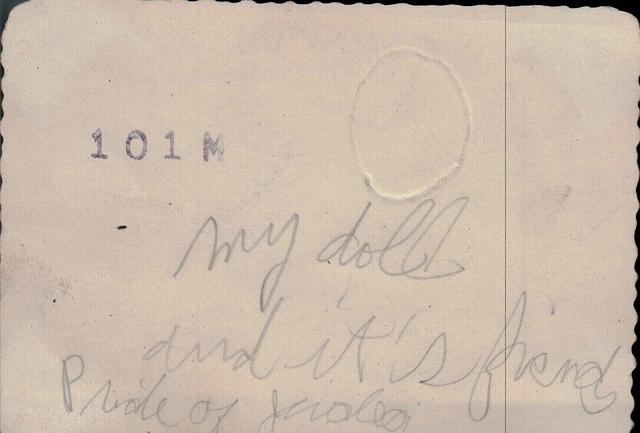 101M
my doll
and it's friend
Pride of